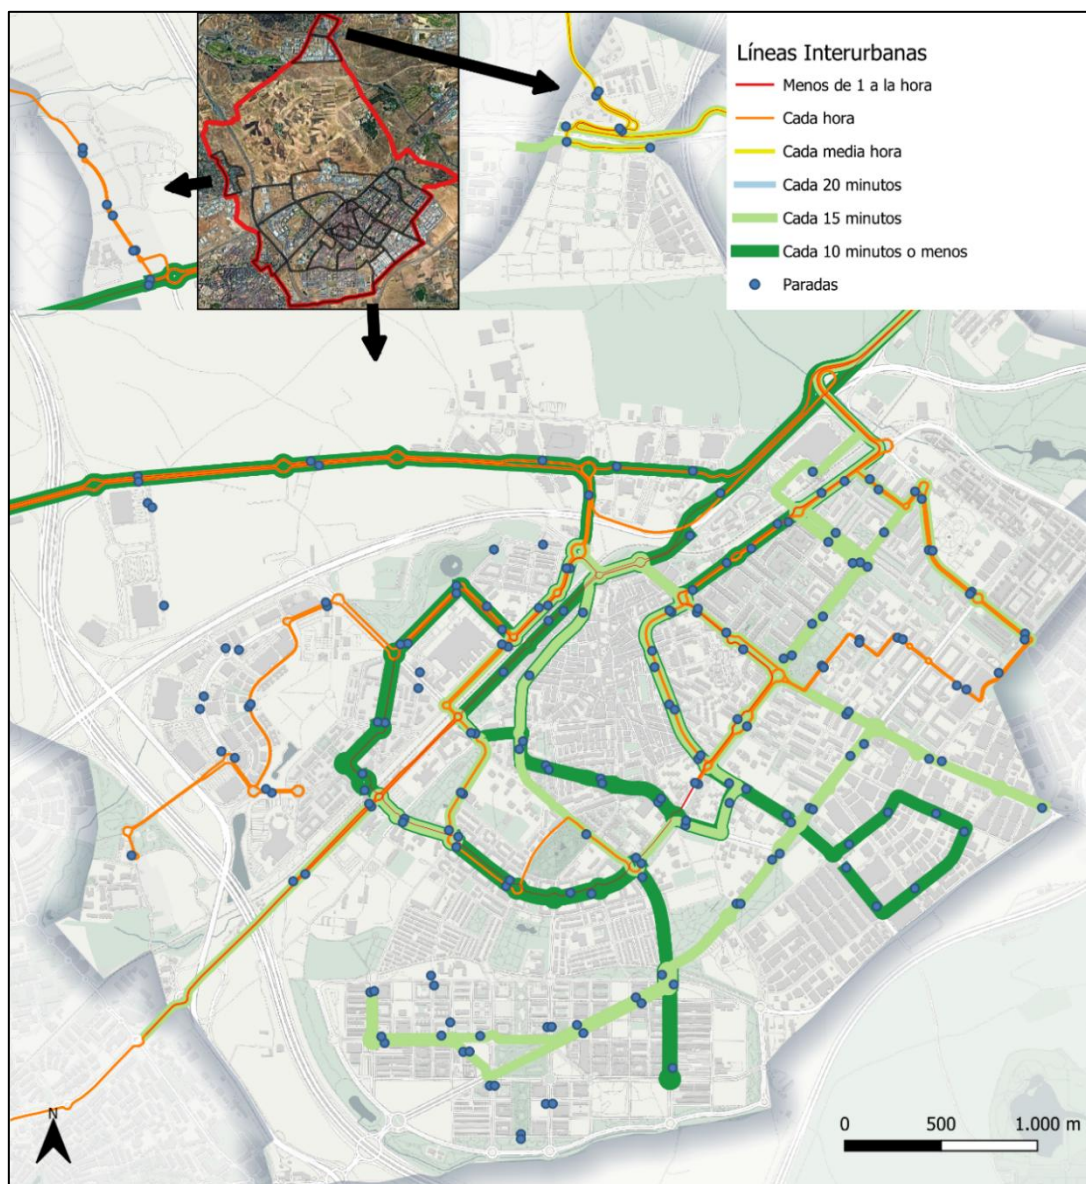 Líneas Interurbanas
Menos de 1 a la hora
Cada hora
Cada media hora
Cada 20 minutos
Cada 15 minutos
Cada 10 minutos o menos
Paradas
N
0 500 1.000 m